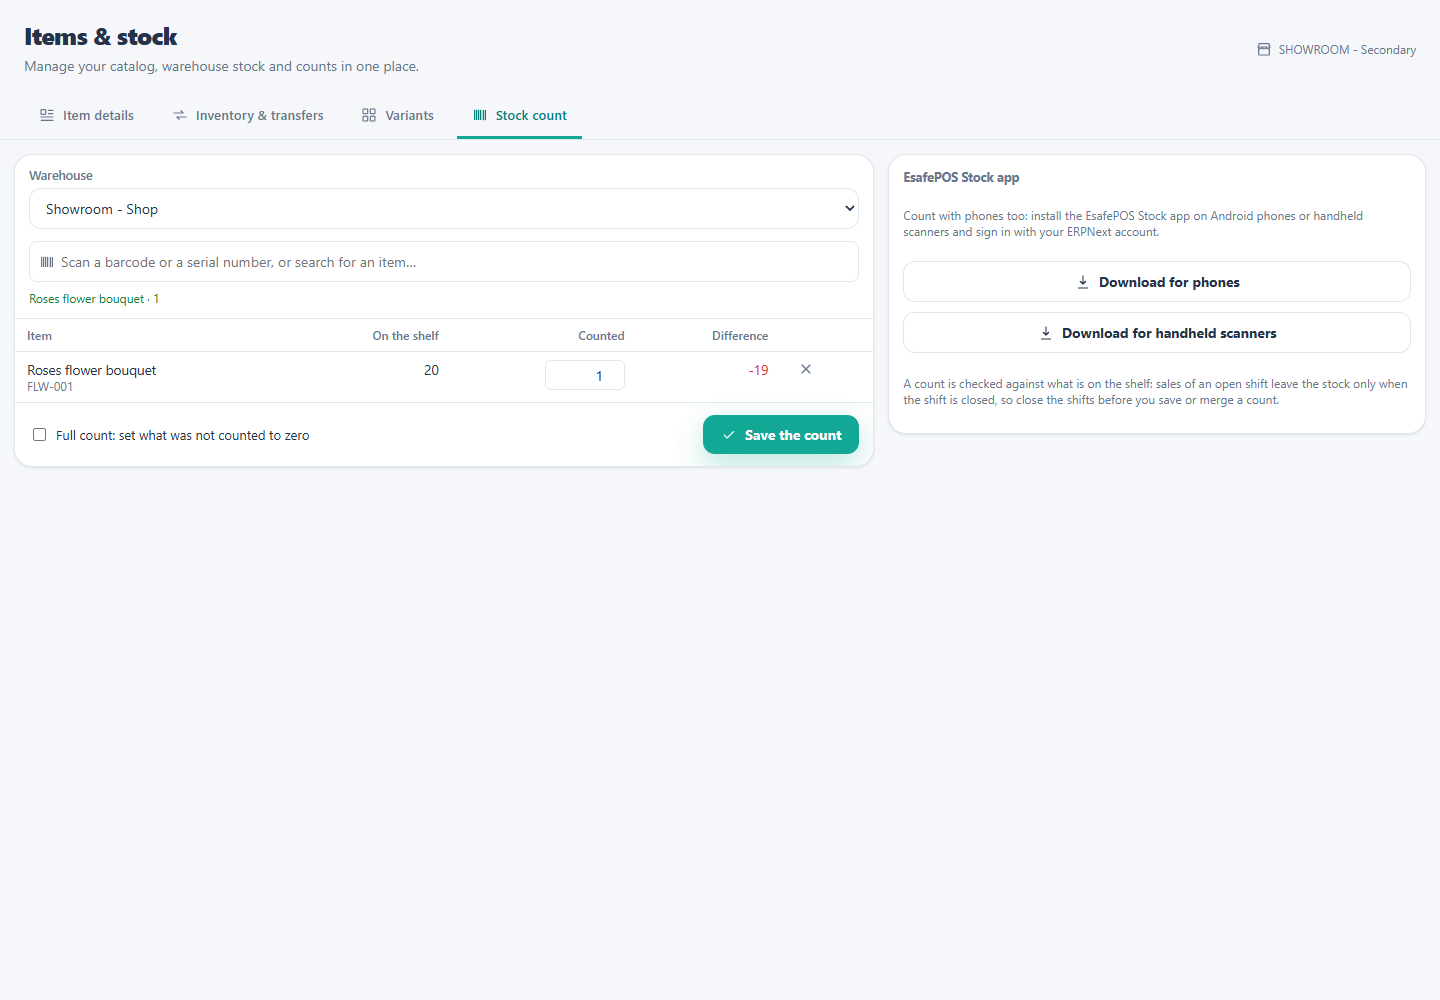 Items & stock
Manage your catalog, warehouse stock and counts in one place.
SHOWROOM - Secondary
Item details
Inventory & transfers
Variants
Stock count
Warehouse
Showroom - Shop
Scan a barcode or a serial number, or search for an item...
Roses flower bouquet · 1
Item On the shelf Counted Difference
Roses flower bouquet 20 1 -19
FLW-001
Full count: set what was not counted to zero
Save the count
EsafePOS Stock app
Count with phones too: install the EsafePOS Stock app on Android phones or handheld
scanners and sign in with your ERPNext account.
Download for phones
Download for handheld scanners
A count is checked against what is on the shelf: sales of an open shift leave the stock only when
the shift is closed, so close the shifts before you save or merge a count.